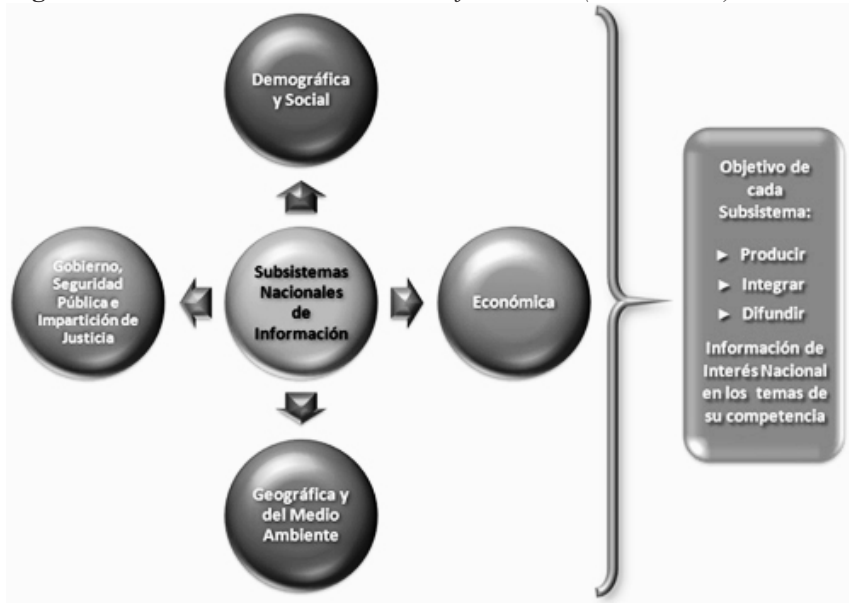 Demográfica
y Social
Gobierno,
Seguridad
Pública e
Impartición de
Justicia
Subsistemas
Nacionales
de
Información
Económica
Geográfica y
del Medio
Ambiente
Objetivo de
cada
Subsistema:
► Producir
► Integrar
► Difundir
Información de
Interés Nacional
en los temas de
su competencia